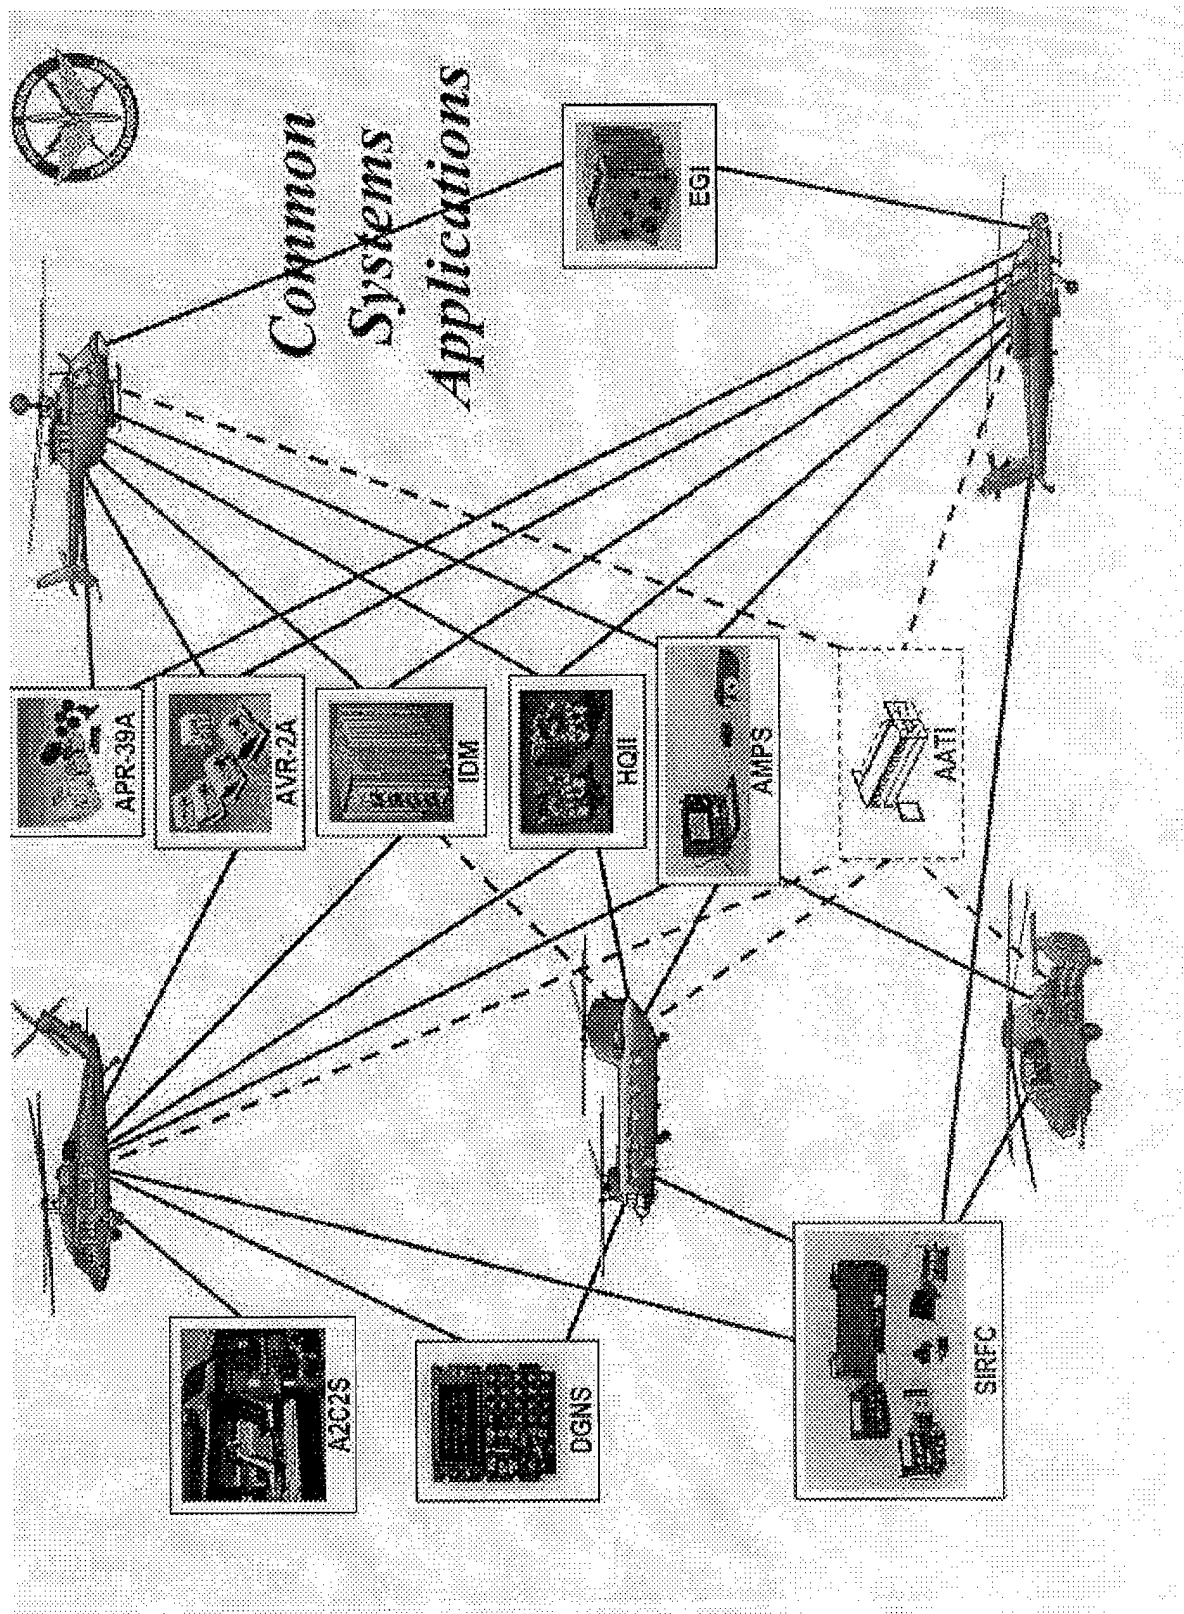 Common
Systems
Applications
EGI
APR-39A
AVR-2A
IDM
HQII
AMPS
AATI
A2C2S
DGNS
SIRFC